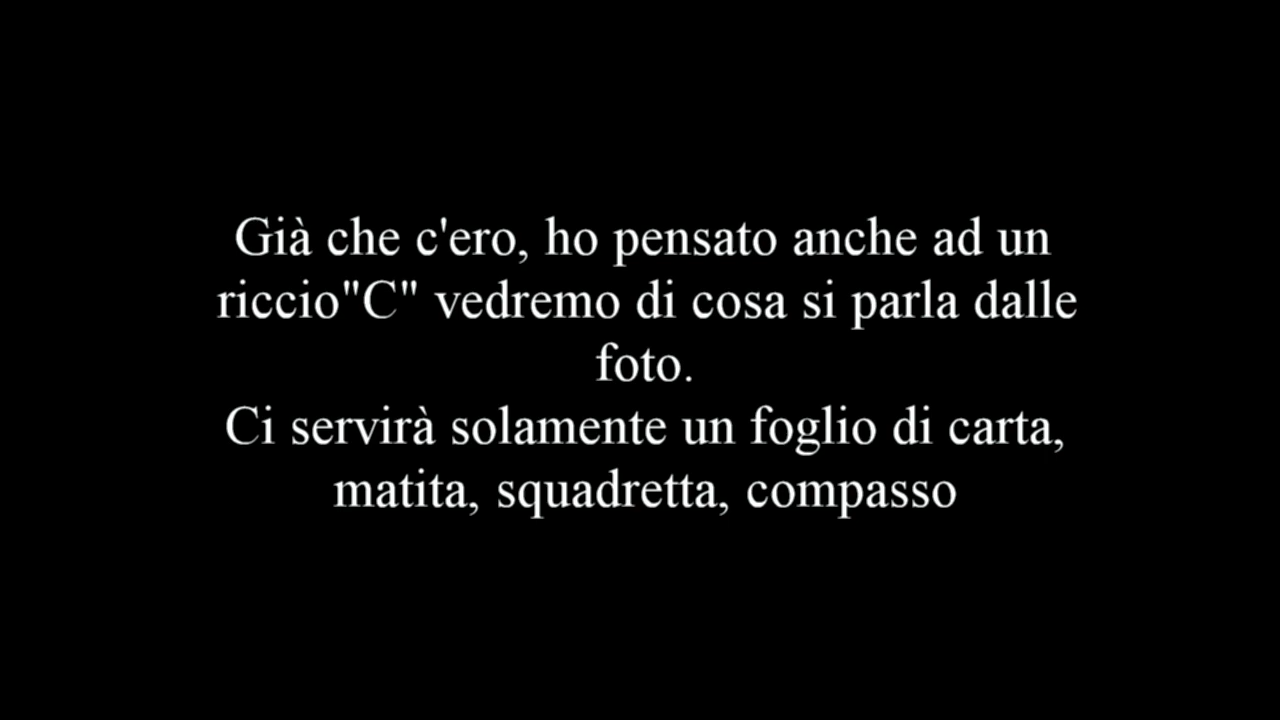 Già che c'ero, ho pensato anche ad un
riccio"C" vedremo di cosa si parla dalle
foto.
Ci servirà solamente un foglio di carta,
matita, squadretta, compasso